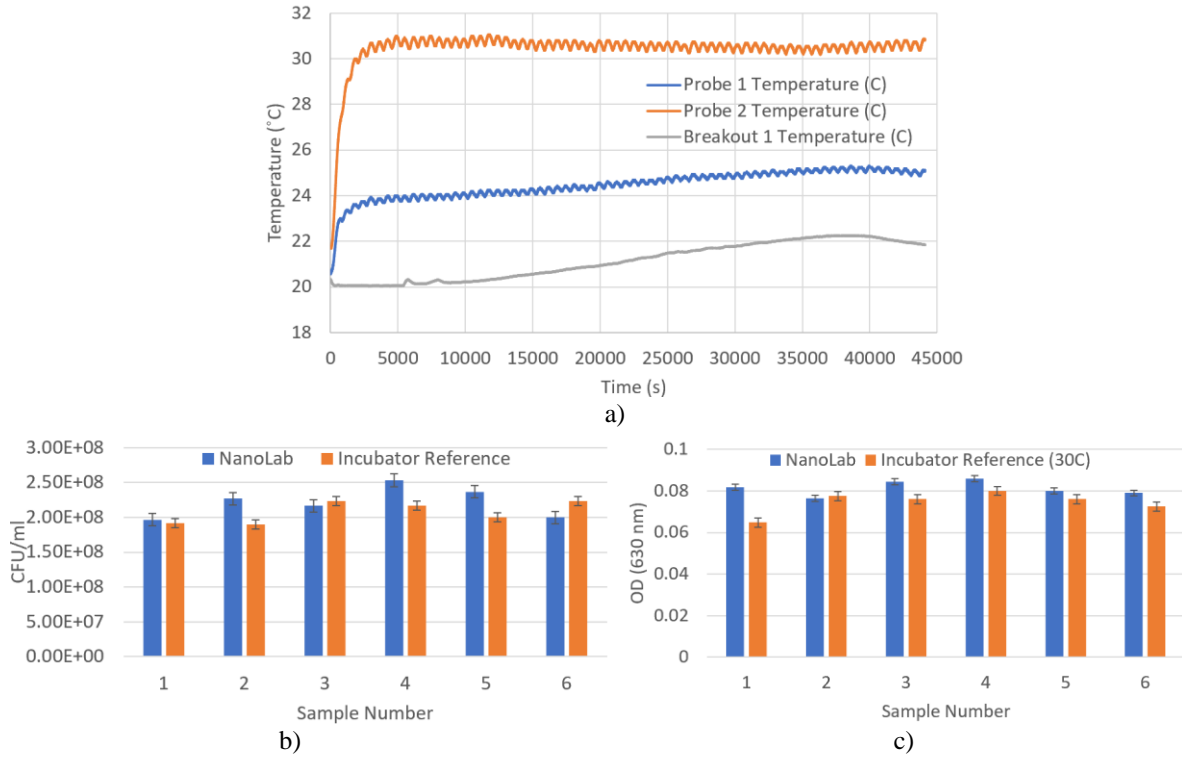 32
30
28
26
24
22
20
18
Temperature (˚C)
Probe 1 Temperature (C)
Probe 2 Temperature (C)
Breakout 1 Temperature (C)
0 5000 10000 15000 20000 25000 30000 35000 40000 45000
Time (s)
a)
3.00E+08
2.50E+08
2.00E+08
1.50E+08
1.00E+08
5.00E+07
0.00E+00
CFU/ml
NanoLab Incubator Reference
1 2 3 4 5 6
Sample Number
b)
0.1
0.08
0.06
0.04
0.02
0
OD (630 nm)
NanoLab Incubator Reference (30C)
1 2 3 4 5 6
Sample Number
c)